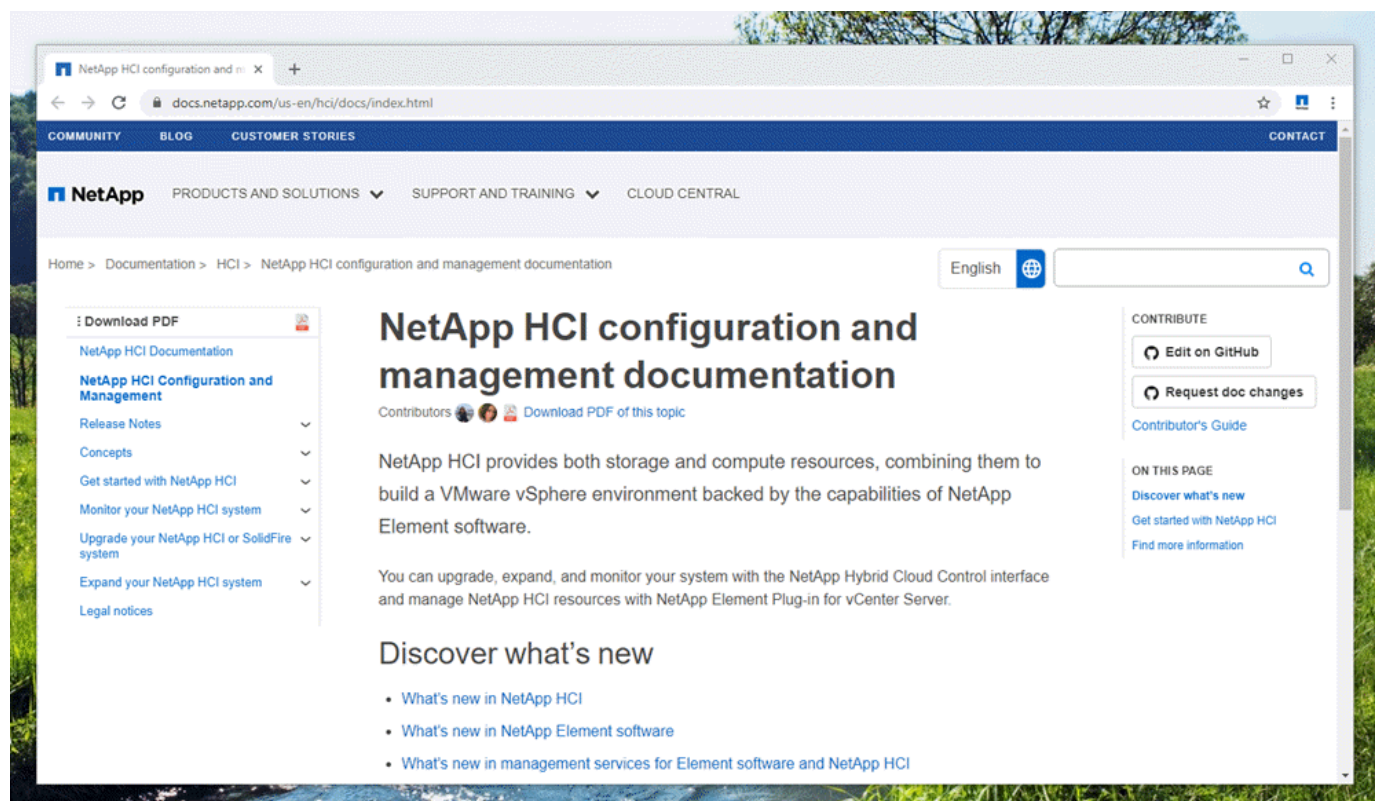 NetApp HCI configuration and m
docs.netapp.com/us-en/hci/docs/index.html
COMMUNITY BLOG CUSTOMER STORIES CONTACT
NetApp PRODUCTS AND SOLUTIONS SUPPORT AND TRAINING CLOUD CENTRAL
Home > Documentation > HCI > NetApp HCI configuration and management documentation
English
Download PDF
NetApp HCI Documentation
NetApp HCI Configuration and
Management
Release Notes
Concepts
Get started with NetApp HCI
Monitor your NetApp HCI system
Upgrade your NetApp HCI or SolidFire
system
Expand your NetApp HCI system
Legal notices
NetApp HCI configuration and
management documentation
Contributors Download PDF of this topic
NetApp HCI provides both storage and compute resources, combining them to
build a VMware vSphere environment backed by the capabilities of NetApp
Element software.
You can upgrade, expand, and monitor your system with the NetApp Hybrid Cloud Control interface
and manage NetApp HCI resources with NetApp Element Plug-in for vCenter Server.
Discover what's new
• What's new in NetApp HCI
• What's new in NetApp Element software
• What's new in management services for Element software and NetApp HCI
CONTRIBUTE
Edit on GitHub
Request doc changes
Contributor's Guide
ON THIS PAGE
Discover what's new
Get started with NetApp HCI
Find more information